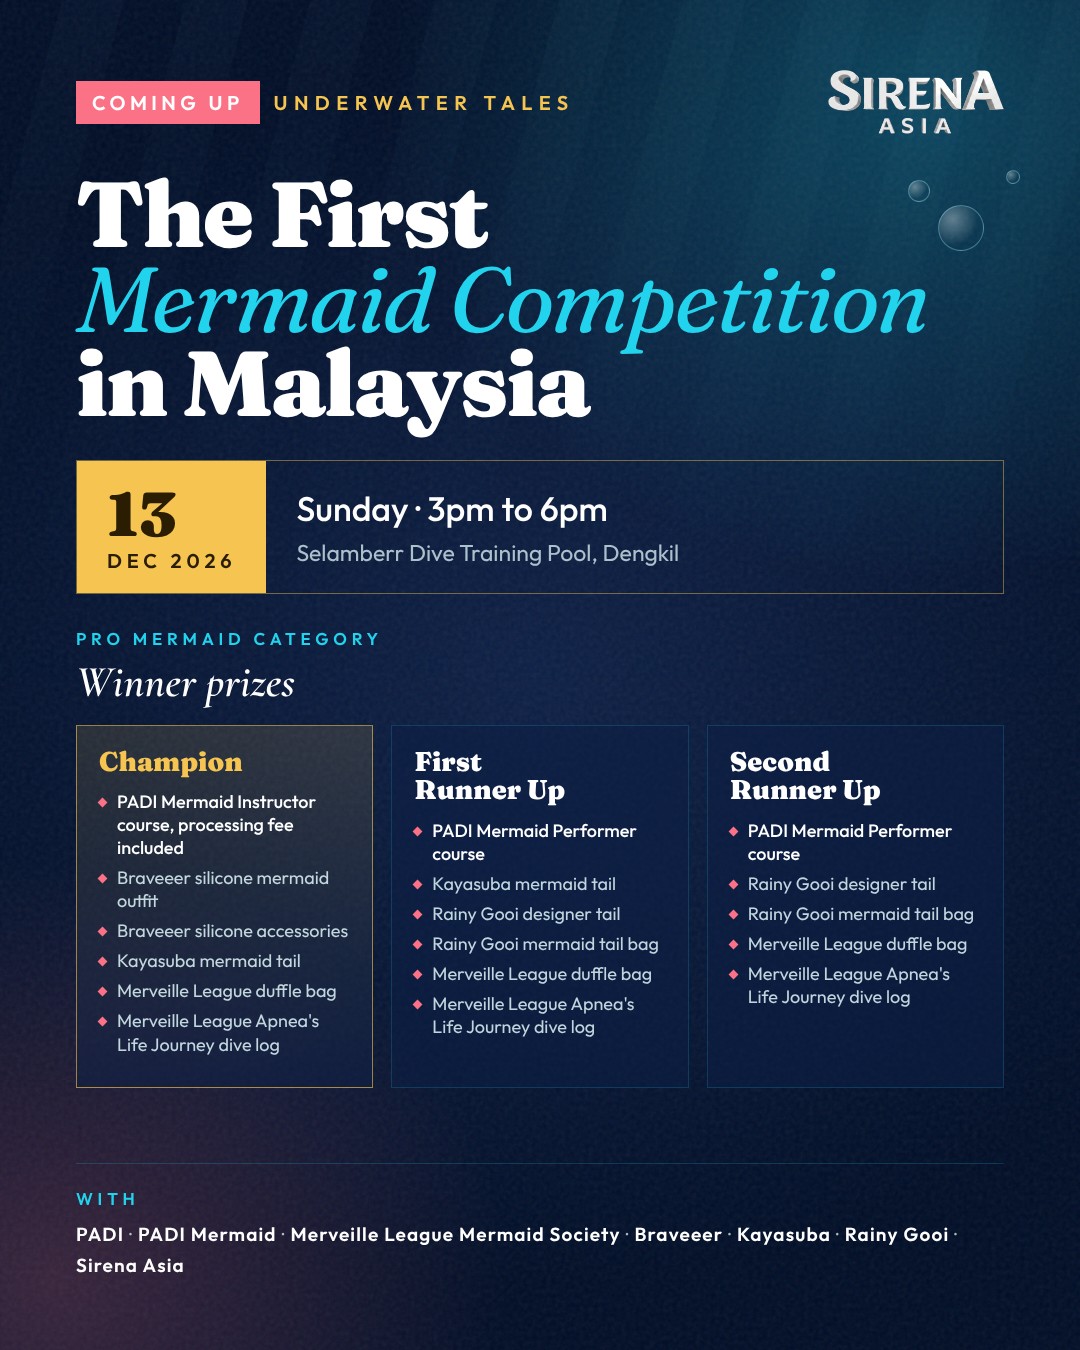 COMING UP UNDERWATER TALES
SIRENA
ASIA
The First
Mermaid Competition
in Malaysia
13
DEC 2026
Sunday · 3pm to 6pm
Selamberr Dive Training Pool, Dengkil
PRO MERMAID CATEGORY
Winner prizes
Champion
PADI Mermaid Instructor
course, processing fee
included
Braveeer silicone mermaid
outfit
Braveeer silicone accessories
Kayasuba mermaid tail
Merveille League duffle bag
Merveille League Apnea's
Life Journey dive log
First
Runner Up
PADI Mermaid Performer
course
Kayasuba mermaid tail
Rainy Gooi designer tail
Rainy Gooi mermaid tail bag
Merveille League duffle bag
Merveille League Apnea's
Life Journey dive log
Second
Runner Up
PADI Mermaid Performer
course
Rainy Gooi designer tail
Rainy Gooi mermaid tail bag
Merveille League duffle bag
Merveille League Apnea's
Life Journey dive log
WITH
PADI · PADI Mermaid · Merveille League Mermaid Society · Braveeer · Kayasuba · Rainy Gooi ·
Sirena Asia